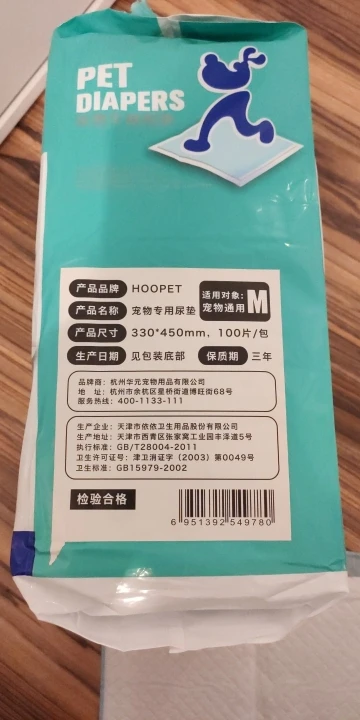 PET
DIAPERS
产品品牌 HOOPET
适用对象:
宠物通用 M
产品名称 宠物专用尿垫
产品尺寸 330*450mm、100片/包
生产日期 见包装底部 保质期 三年
品牌商: 杭州华元宠物用品有限公司
地 址: 杭州市余杭区星桥街道博旺街68号
服务热线: 400-1133-111
生产企业: 天津市依依卫生用品股份有限公司
生产地址: 天津市西青区张家窝工业园丰泽道5号
执行标准: GB/T28004-2011
卫生许可证号: 津卫消证字 (2003) 第0049号
卫生标准: GB15979-2002
检验合格
6 951392 549780